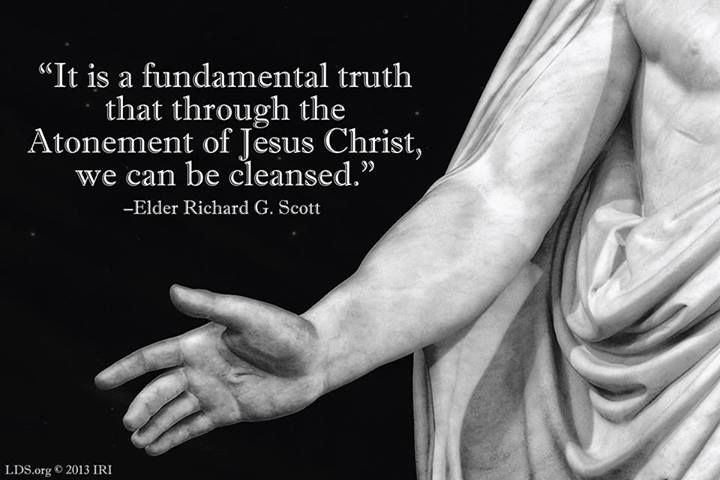 “It is a fundamental truth
that through the
Atonement of Jesus Christ,
we can be cleansed.”
–Elder Richard G. Scott
LDS.org © 2013 IRI